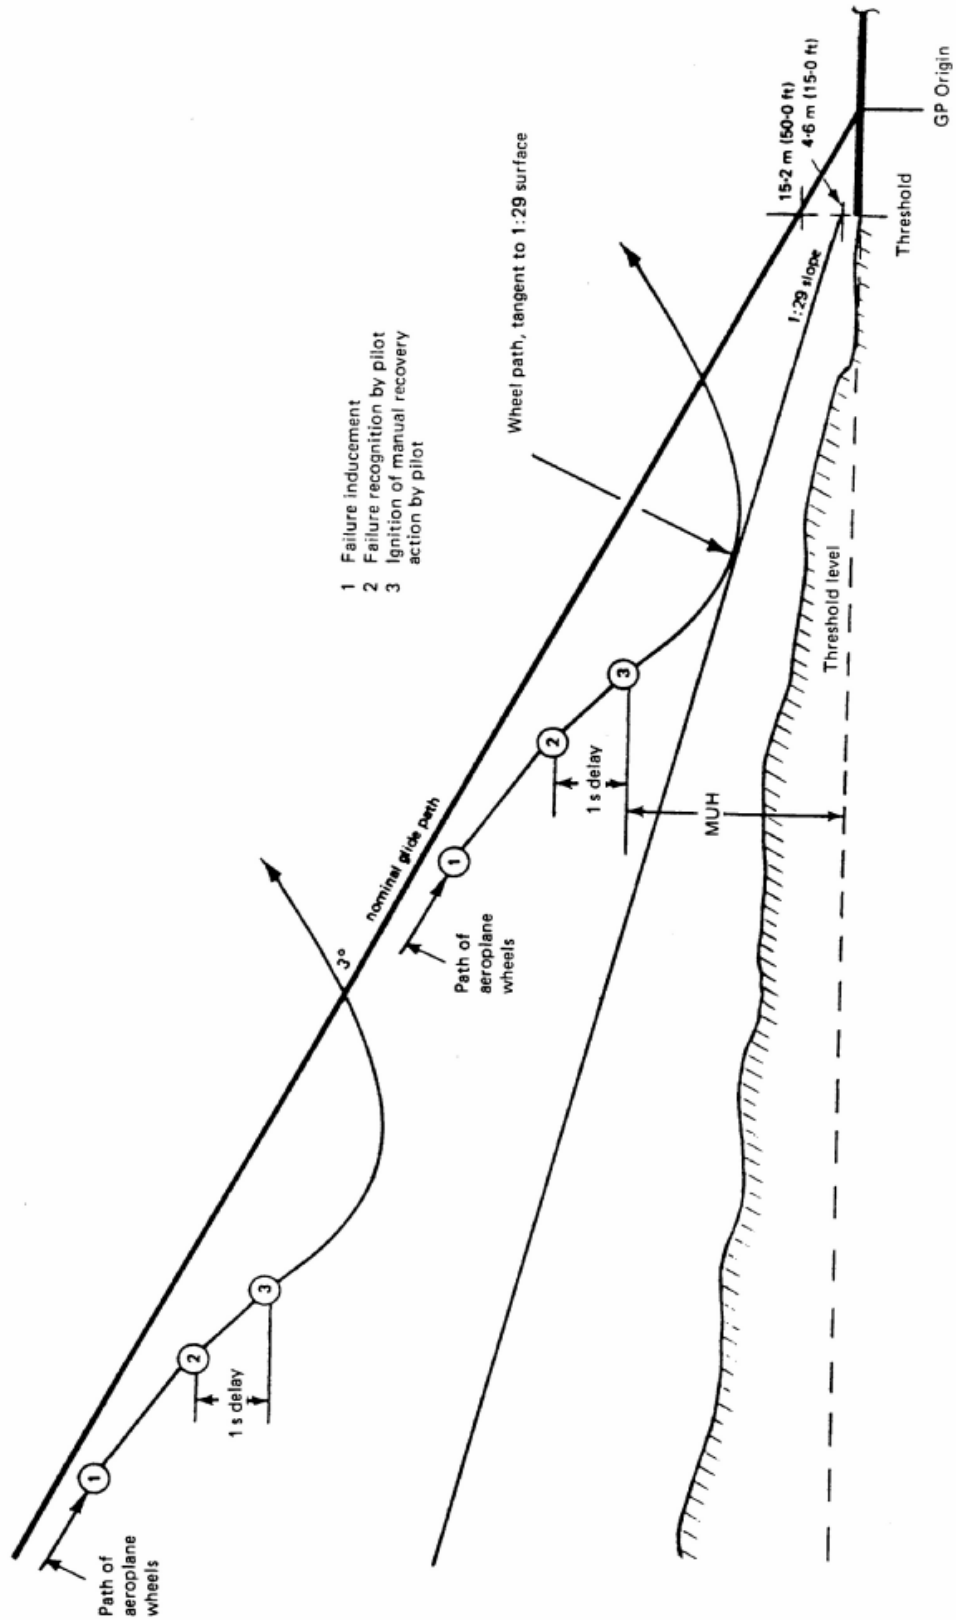 1 Failure inducement
2 Failure recognition by pilot
3 Ignition of manual recovery
action by pilot
Path of
aeroplane
wheels
1
2
3
1 s delay
3°
nominal glide path
Path of
aeroplane
wheels
1
2
3
1 s delay
MUH
Wheel path, tangent to 1:29 surface
1:29 slope
15·2 m (50·0 ft)
4·6 m (15·0 ft)
Threshold level
Threshold
GP Origin